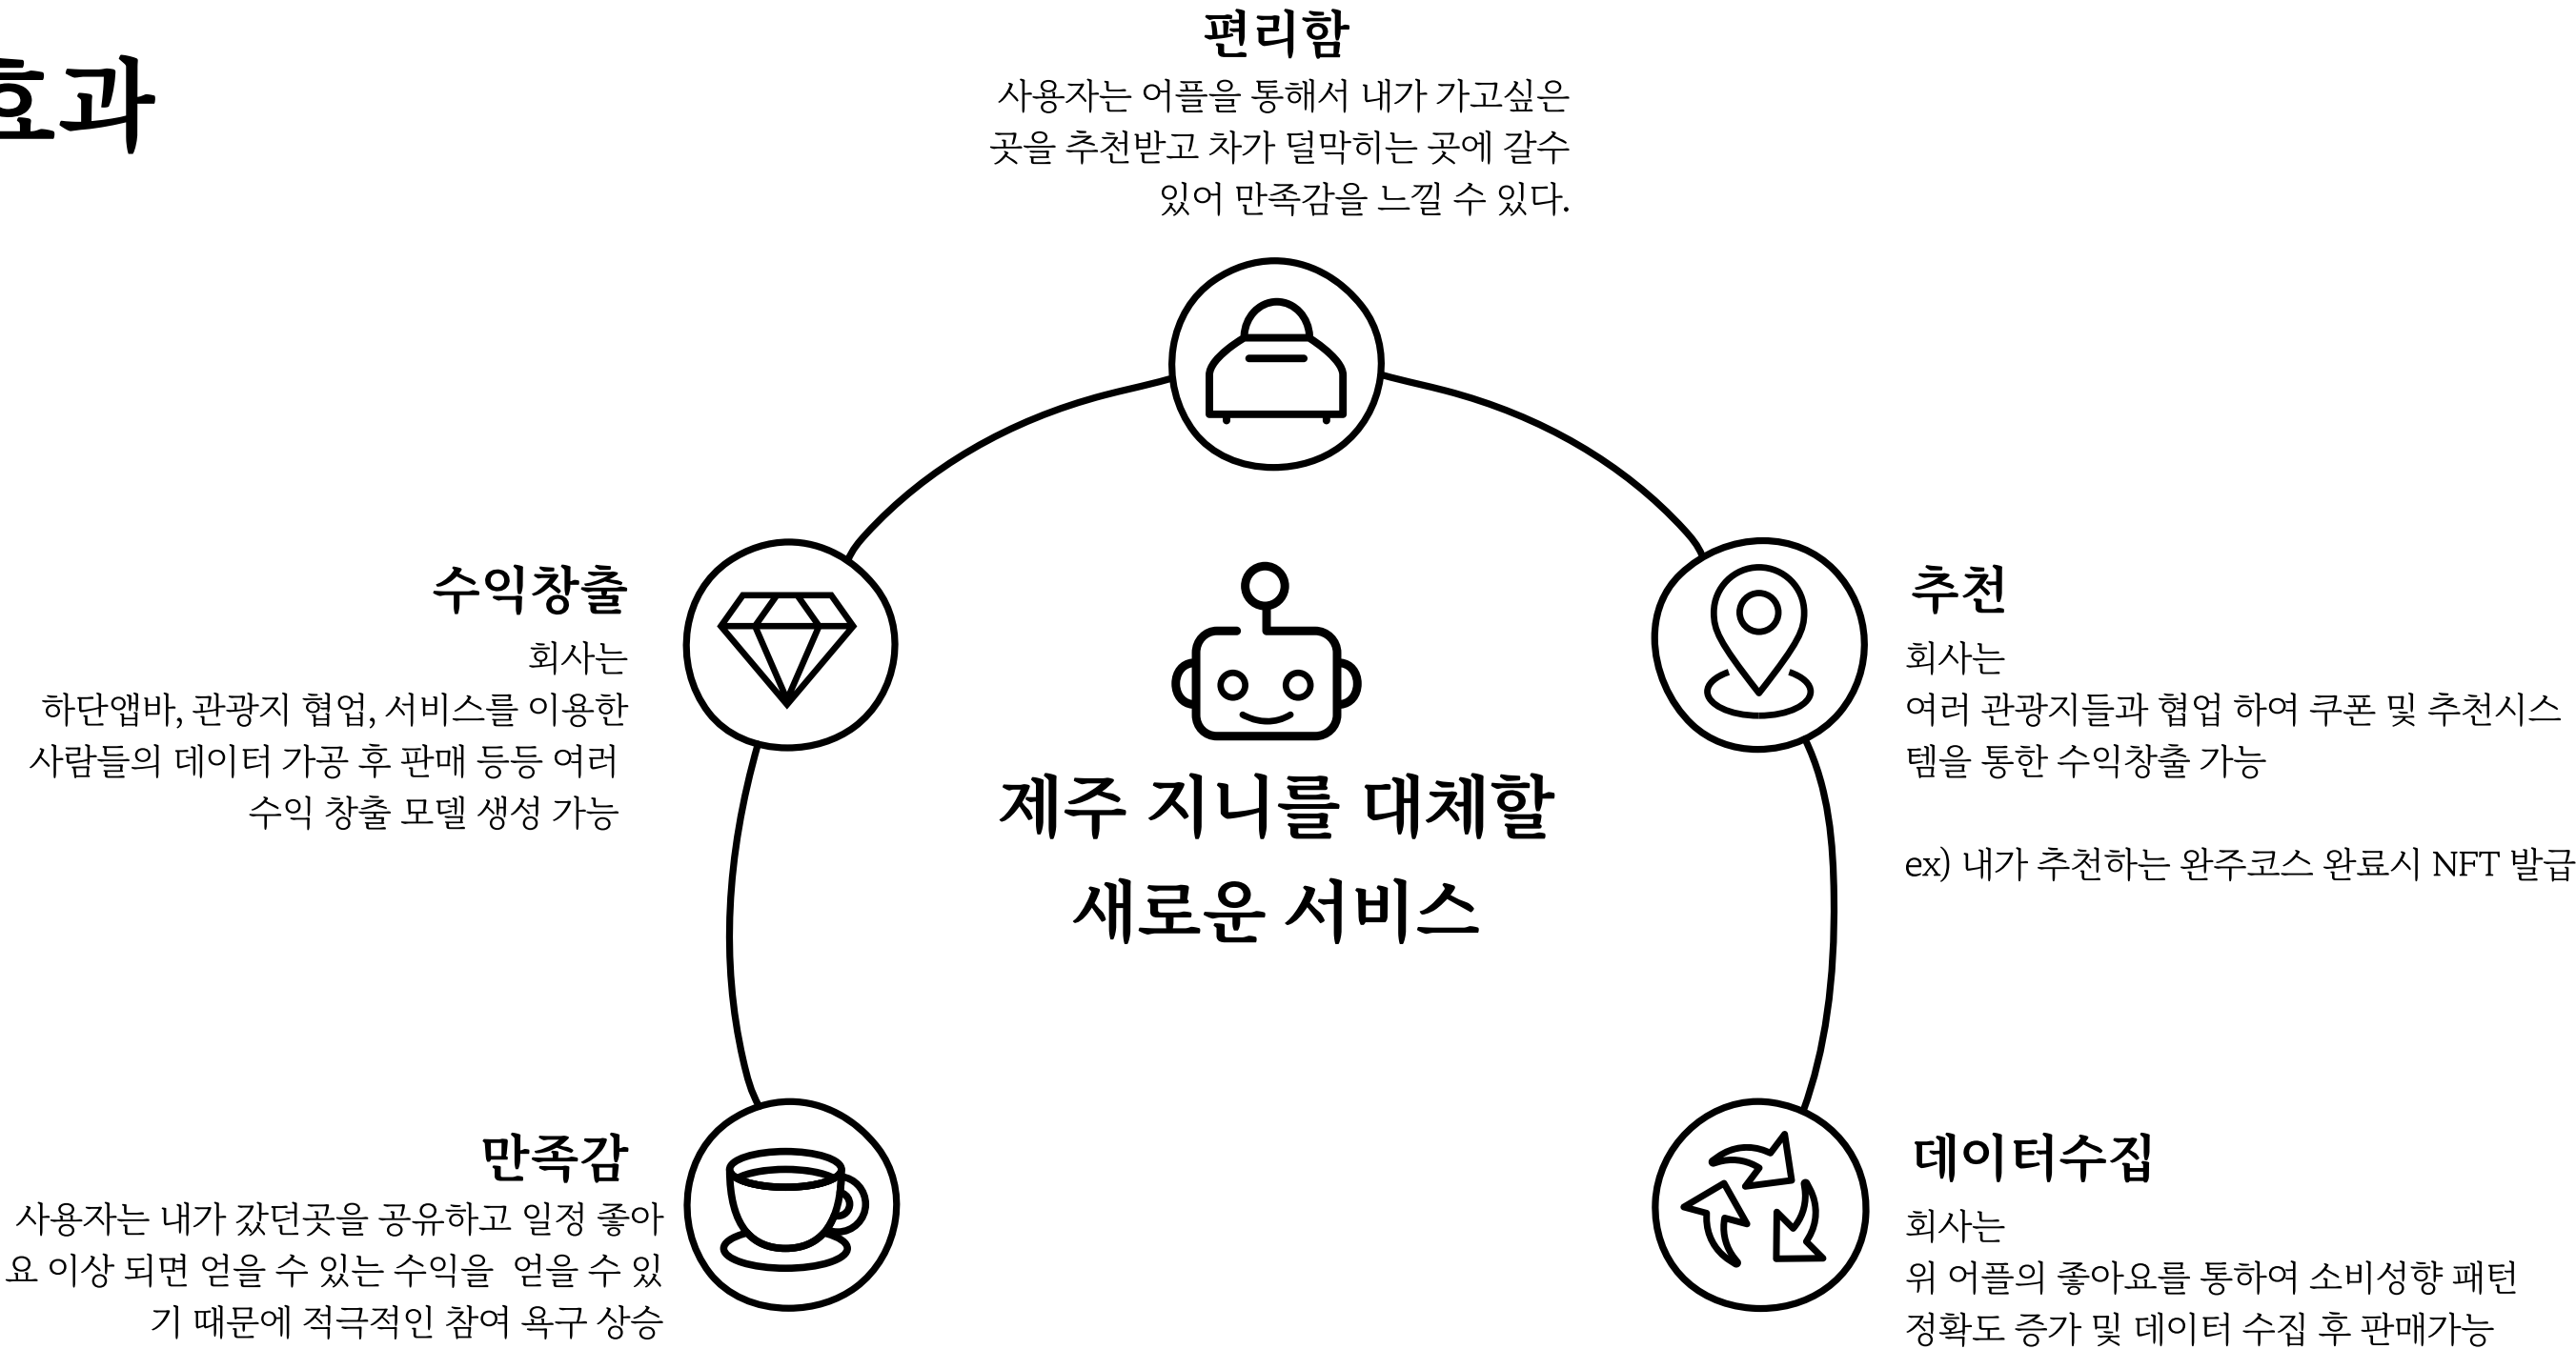 효과
편리함
사용자는 어플을 통해서 내가 가고싶은
곳을 추천받고 차가 덜막히는 곳에 갈수
있어 만족감을 느낄 수 있다.
수익창출
회사는
하단앱바, 관광지 협업, 서비스를 이용한
사람들의 데이터 가공 후 판매 등등 여러
수익 창출 모델 생성 가능
추천
회사는
여러 관광지들과 협업 하여 쿠폰 및 추천시스
템을 통한 수익창출 가능
ex) 내가 추천하는 완주코스 완료시 NFT 발급
제주 지니를 대체할
새로운 서비스
만족감
사용자는 내가 갔던곳을 공유하고 일정 좋아
요 이상 되면 얻을 수 있는 수익을  얻을 수 있
기 때문에 적극적인 참여 욕구 상승
데이터수집
회사는
위 어플의 좋아요를 통하여 소비성향 패턴
정확도 증가 및 데이터 수집 후 판매가능